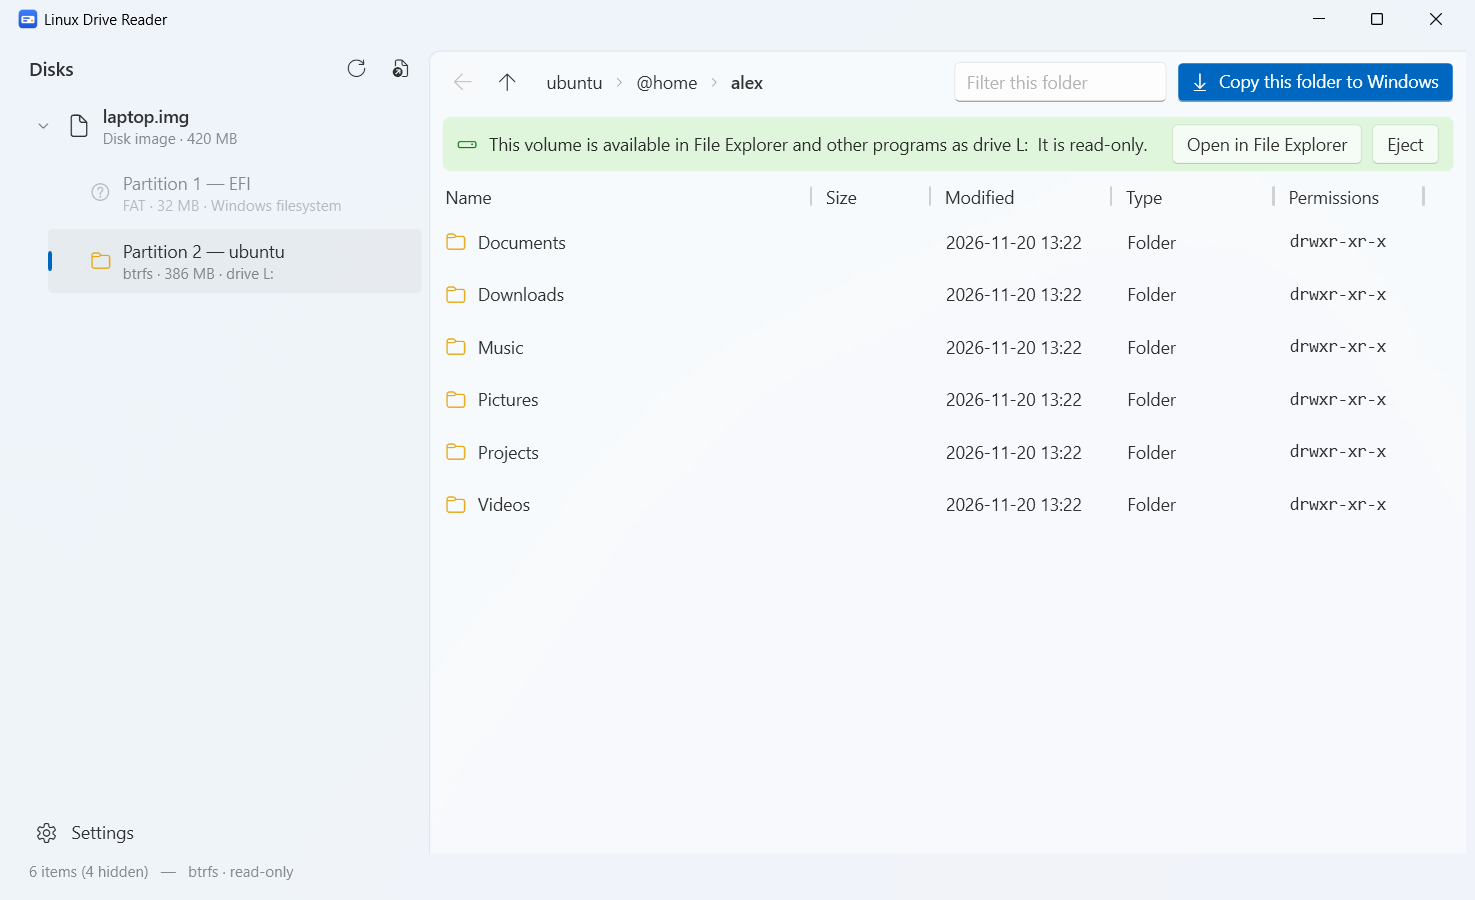 Linux Drive Reader
Disks
laptop.img
Disk image · 420 MB
Partition 1 — EFI
FAT · 32 MB · Windows filesystem
Partition 2 — ubuntu
btrfs · 386 MB · drive L:
Settings
6 items (4 hidden) — btrfs · read-only
ubuntu > @home > alex
Filter this folder
Copy this folder to Windows
This volume is available in File Explorer and other programs as drive L: It is read-only.
Open in File Explorer
Eject
Name Size Modified Type Permissions
Documents 2026-11-20 13:22 Folder drwxr-xr-x
Downloads 2026-11-20 13:22 Folder drwxr-xr-x
Music 2026-11-20 13:22 Folder drwxr-xr-x
Pictures 2026-11-20 13:22 Folder drwxr-xr-x
Projects 2026-11-20 13:22 Folder drwxr-xr-x
Videos 2026-11-20 13:22 Folder drwxr-xr-x